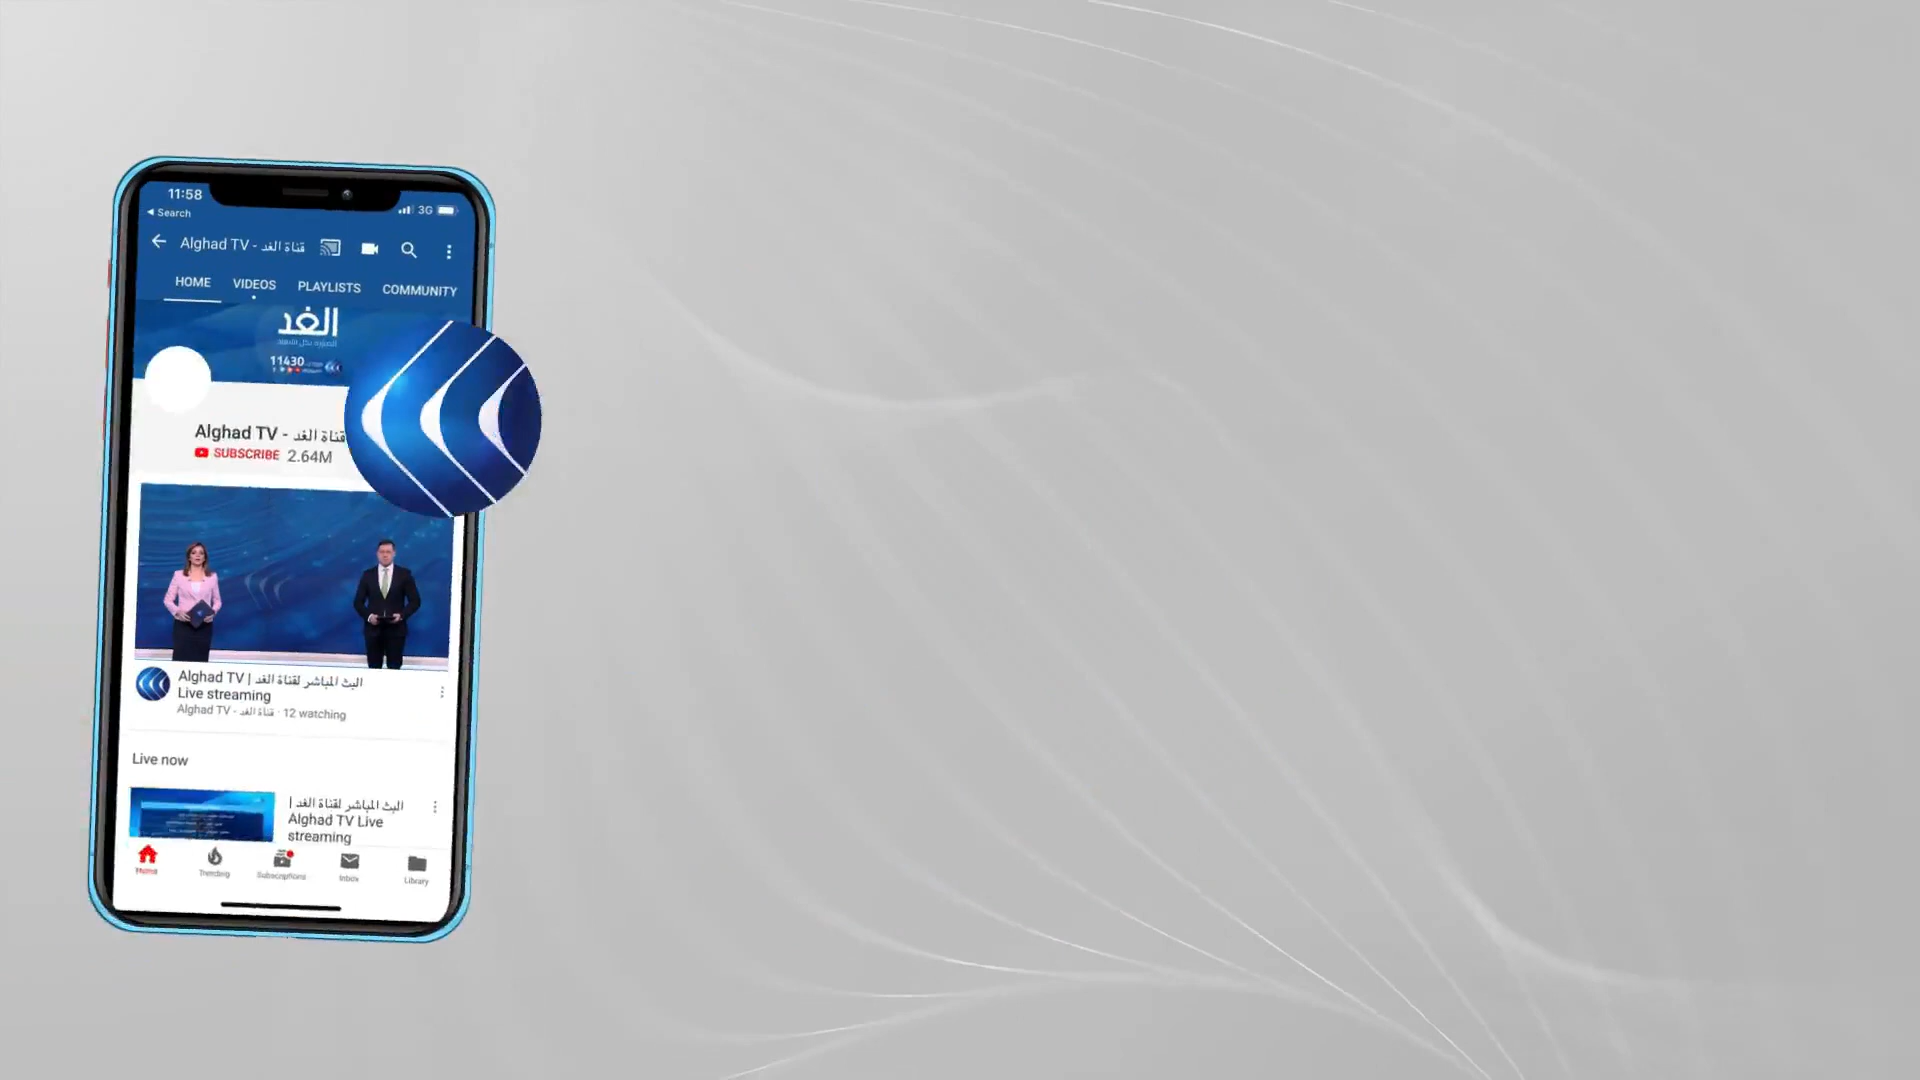 11:58
Search
3G
Alghad TV - قناة الغد
HOME VIDEOS PLAYLISTS COMMUNITY
الغد
11430
Alghad TV - قناة الغد
SUBSCRIBE 2.64M
Alghad TV | البث المباشر لقناة الغد
Live streaming
Alghad TV - قناة الغد · 12 watching
Live now
البث المباشر لقناة الغد |
Alghad TV Live
streaming
Home Trending Subscriptions Inbox Library